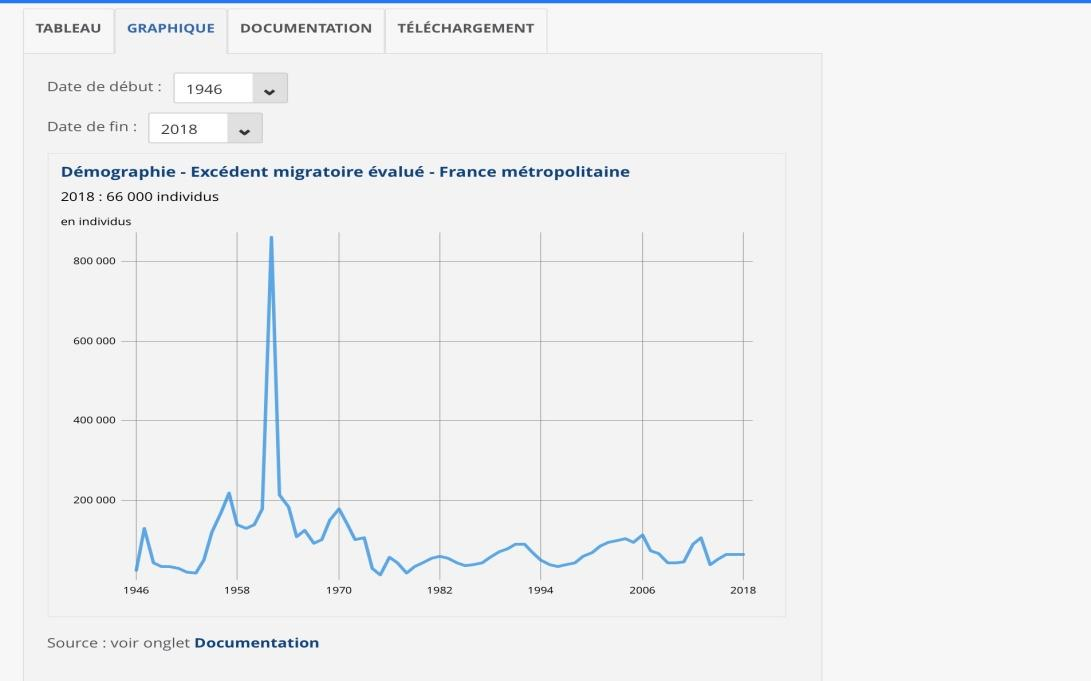 TABLEAU GRAPHIQUE DOCUMENTATION TÉLÉCHARGEMENT
Date de début : 1946
Date de fin : 2018
Démographie - Excédent migratoire évalué - France métropolitaine
2018 : 66 000 individus
en individus
800 000
600 000
400 000
200 000
1946 1958 1970 1982 1994 2006 2018
Source : voir onglet Documentation